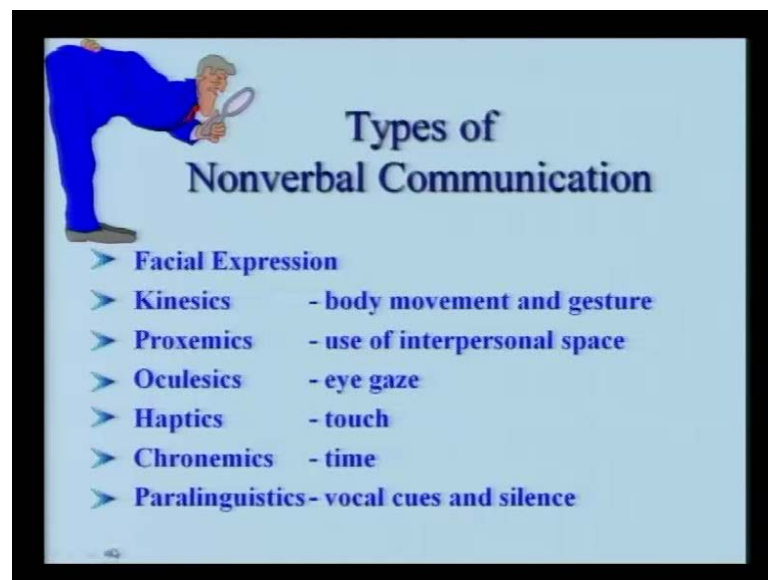 Types of
Nonverbal Communication
Facial Expression
Kinesics - body movement and gesture
Proxemics - use of interpersonal space
Oculesics - eye gaze
Haptics - touch
Chronemics - time
Paralinguistics - vocal cues and silence